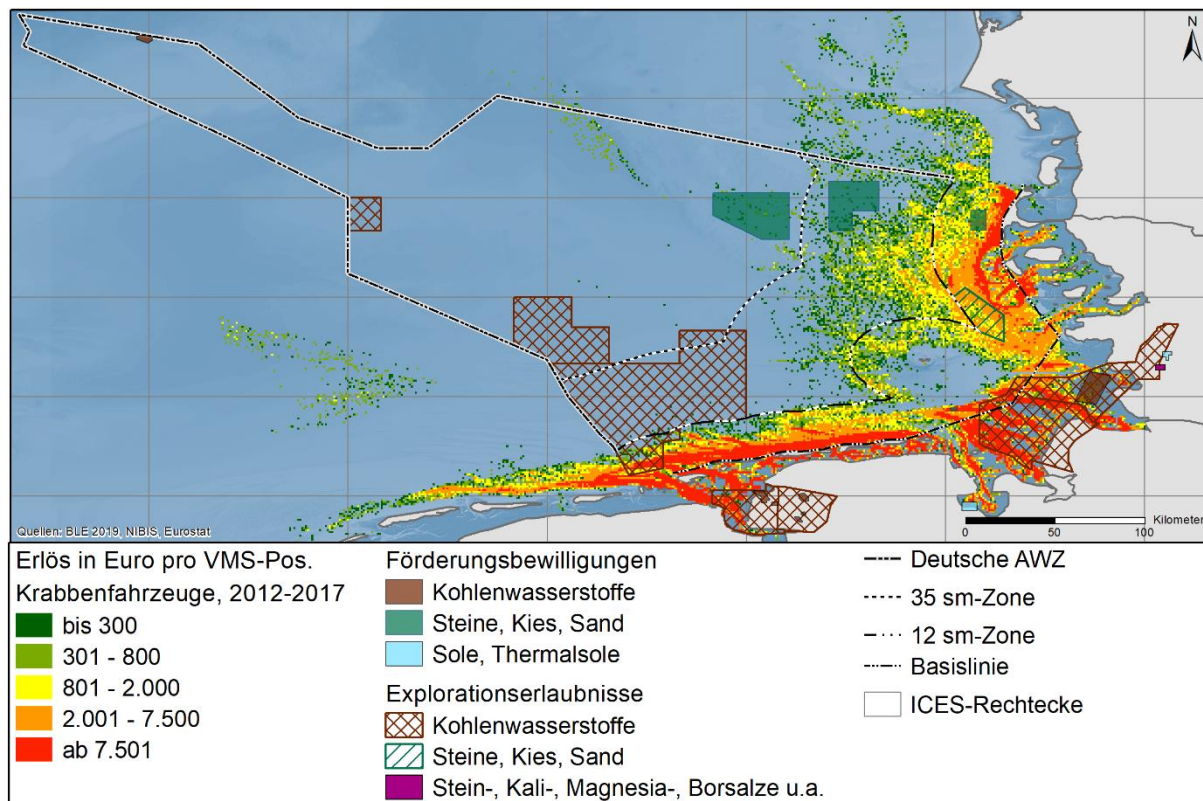 N
Quellen: BLE 2019, NIBIS, Eurostat
Kilometer
0
50
100
Erlös in Euro pro VMS-Pos.
Krabbenfahrzeuge, 2012-2017
bis 300
301 - 800
801 - 2.000
2.001 - 7.500
ab 7.501
Förderungsbewilligungen
Kohlenwasserstoffe
Steine, Kies, Sand
Sole, Thermalsole
Explorationserlaubnisse
Kohlenwasserstoffe
Steine, Kies, Sand
Stein-, Kali-, Magnesia-, Borsalze u.a.
Deutsche AWZ
35 sm-Zone
12 sm-Zone
Basislinie
ICES-Rechtecke